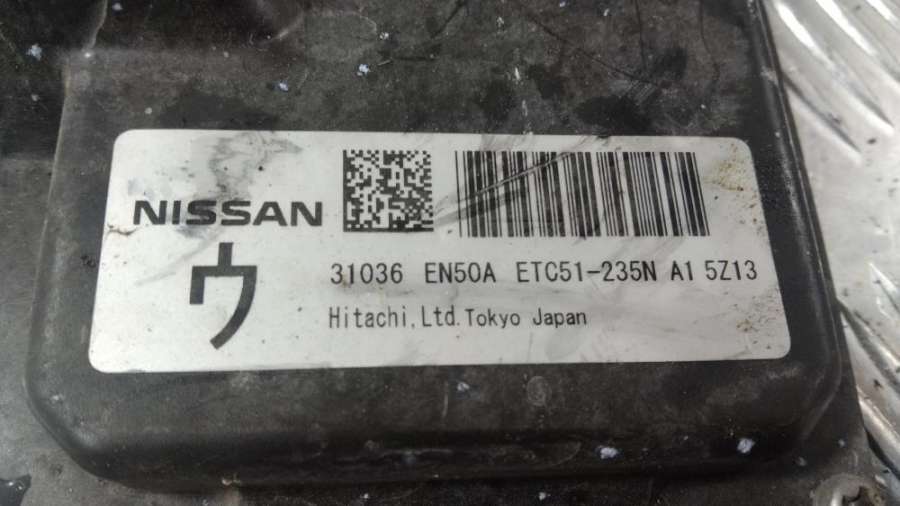 NISSAN
ウ
31036 EN50A ETC51-235N A1 5Z13
Hitachi,Ltd.Tokyo Japan